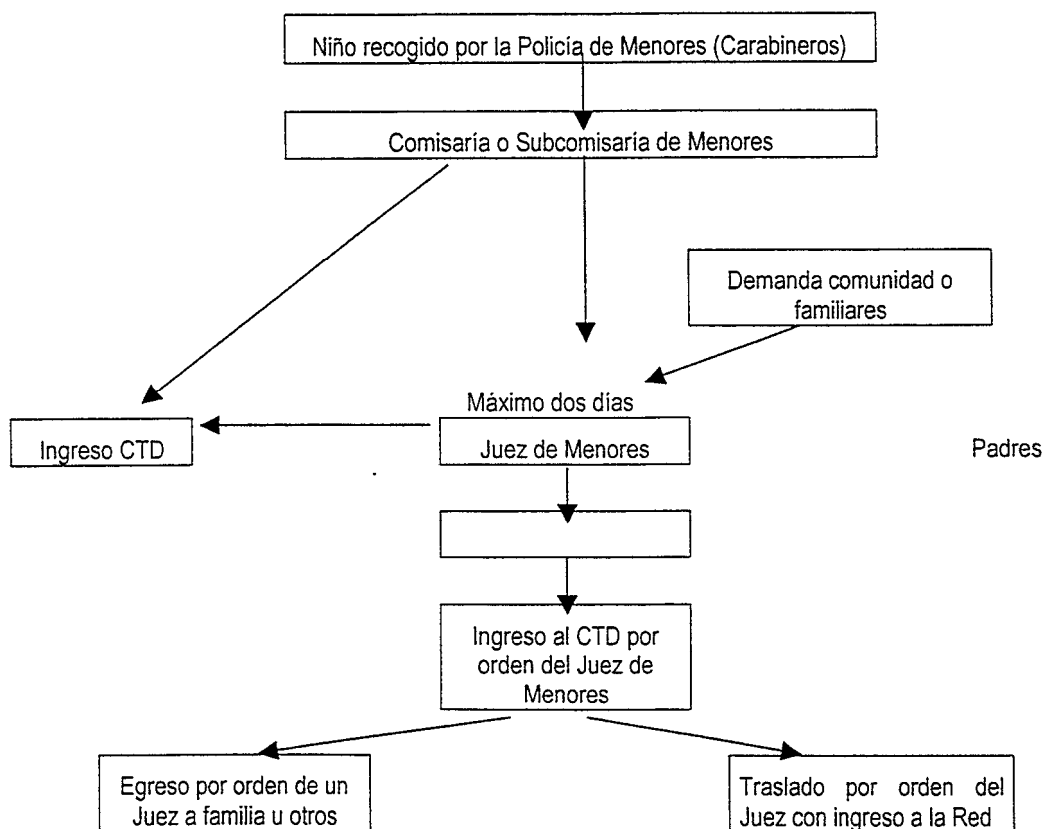 Niño recogido por la Policía de Menores (Carabineros)
Comisaría o Subcomisaría de Menores
Demanda comunidad o
familiares
Máximo dos días
Ingreso CTD
Juez de Menores
Padres
Ingreso al CTD por
orden del Juez de
Menores
Egreso por orden de un
Juez a familia u otros
Traslado por orden del
Juez con ingreso a la Red